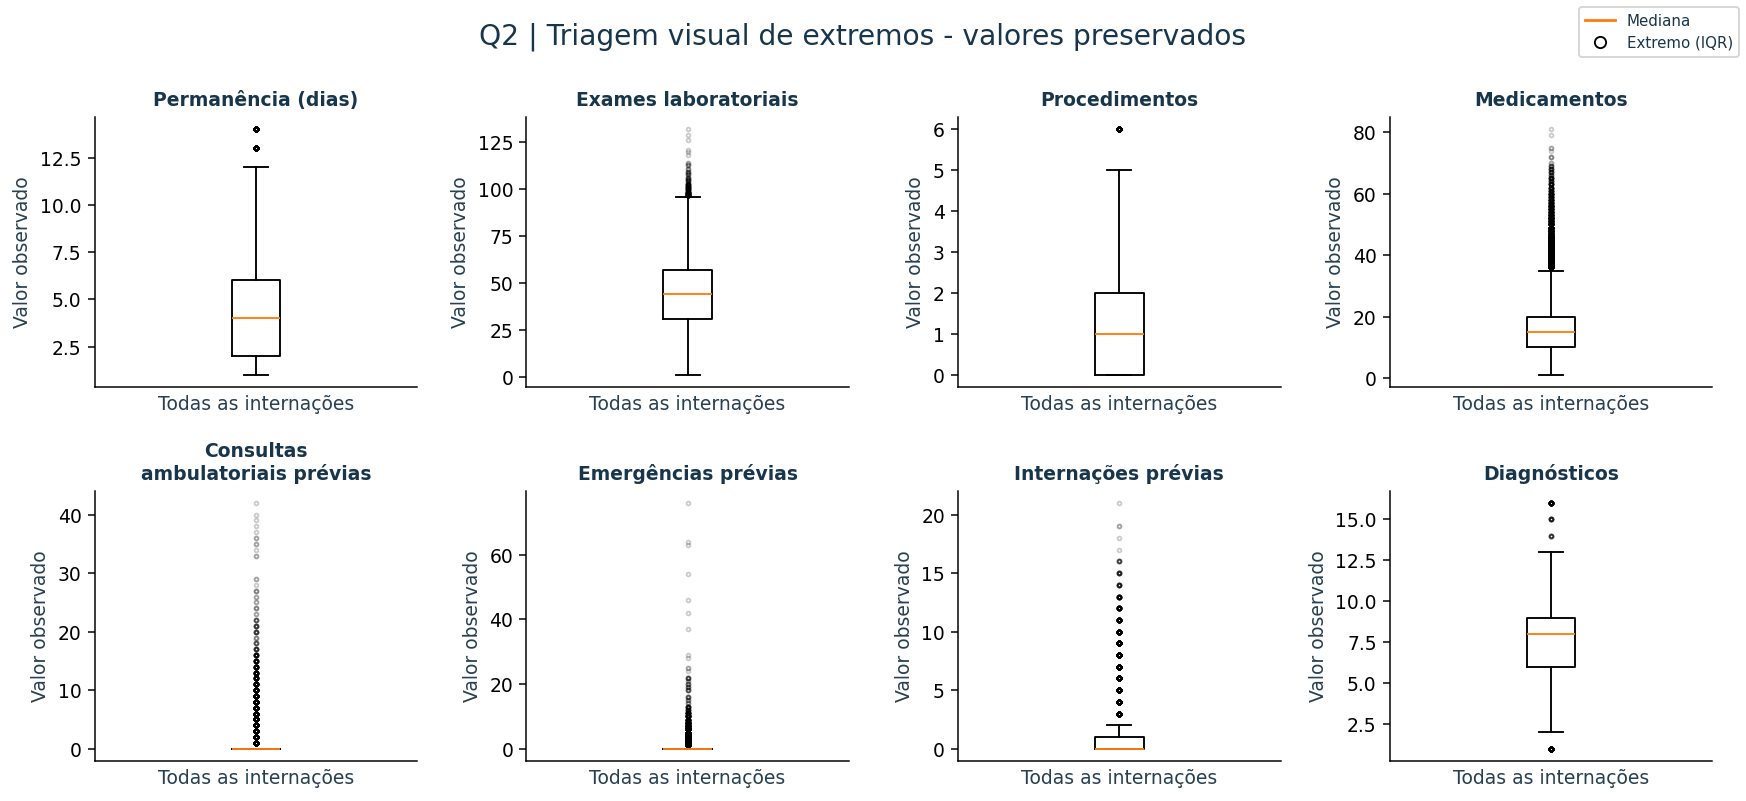 Q2 | Triagem visual de extremos - valores preservados
Mediana
Extremo (IQR)
Permanência (dias)
Valor observado
12.5
10.0
7.5
5.0
2.5
Todas as internações
Exames laboratoriais
Valor observado
125
100
75
50
25
0
Todas as internações
Procedimentos
Valor observado
6
5
4
3
2
1
0
Todas as internações
Medicamentos
Valor observado
80
60
40
20
0
Todas as internações
Consultas
ambulatoriais prévias
Valor observado
40
30
20
10
0
Todas as internações
Emergências prévias
Valor observado
60
40
20
0
Todas as internações
Internações prévias
Valor observado
20
15
10
5
0
Todas as internações
Diagnósticos
Valor observado
15.0
12.5
10.0
7.5
5.0
2.5
Todas as internações